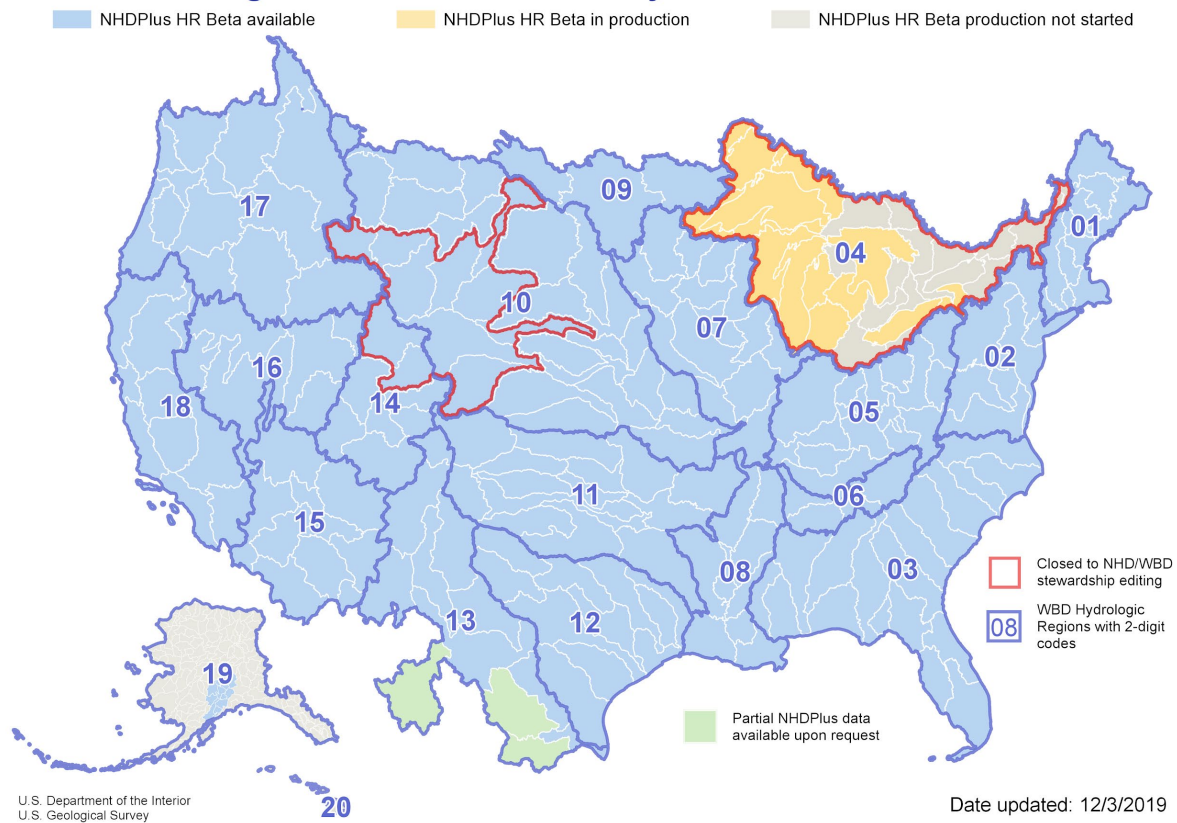 NHDPlus HR Beta available
NHDPlus HR Beta in production
NHDPlus HR Beta production not started
17
09
01
04
10
07
02
16
18
14
05
11
06
15
08
03
13
12
19
20
Closed to NHD/WBD
stewardship editing
08
WBD Hydrologic
Regions with 2-digit
codes
Partial NHDPlus data
available upon request
U.S. Department of the Interior
U.S. Geological Survey
Date updated: 12/3/2019